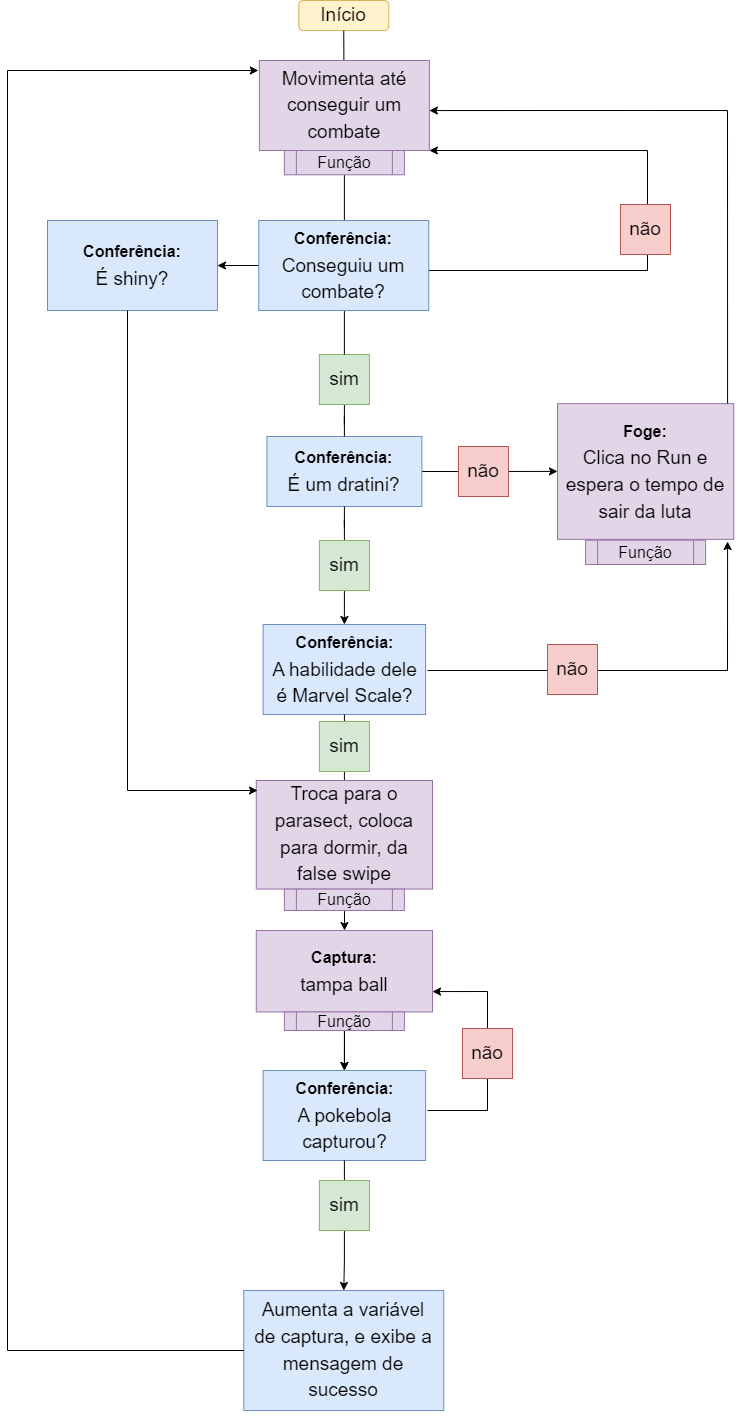 Início
Movimenta até
conseguir um
combate
Função
não
Conferência:
É shiny?
Conferência:
Conseguiu um
combate?
sim
Conferência:
É um dratini?
não
Foge:
Clica no Run e
espera o tempo de
sair da luta
Função
sim
Conferência:
A habilidade dele
é Marvel Scale?
não
sim
Troca para o
parasect, coloca
para dormir, da
false swipe
Função
Captura:
tampa ball
Função
não
Conferência:
A pokebola
capturou?
sim
Aumenta a variável
de captura, e exibe a
mensagem de
sucesso